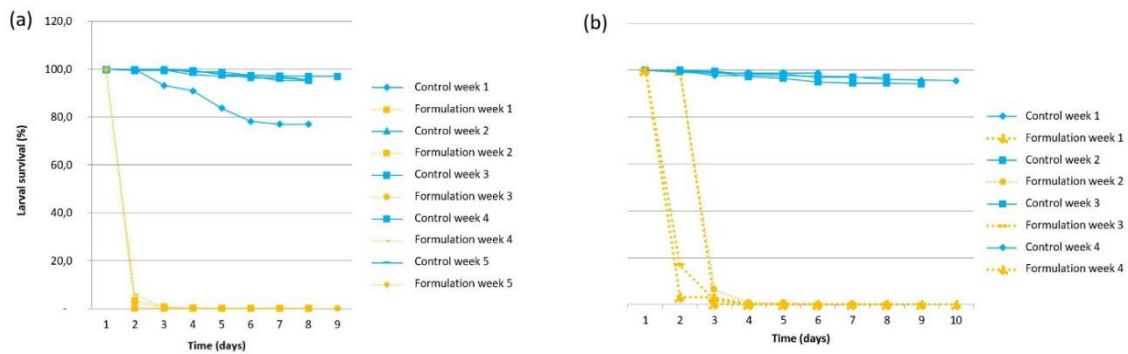 (a)
120,0
100,0
80,0
60,0
40,0
20,0
-
Larval survival (%)
1 2 3 4 5 6 7 8 9
Time (days)
Control week 1
Formulation week 1
Control week 2
Formulation week 2
Control week 3
Formulation week 3
Control week 4
Formulation week 4
Control week 5
Formulation week 5
(b)
1 2 3 4 5 6 7 8 9 10
Time (days)
Control week 1
Formulation week 1
Control week 2
Formulation week 2
Control week 3
Formulation week 3
Control week 4
Formulation week 4